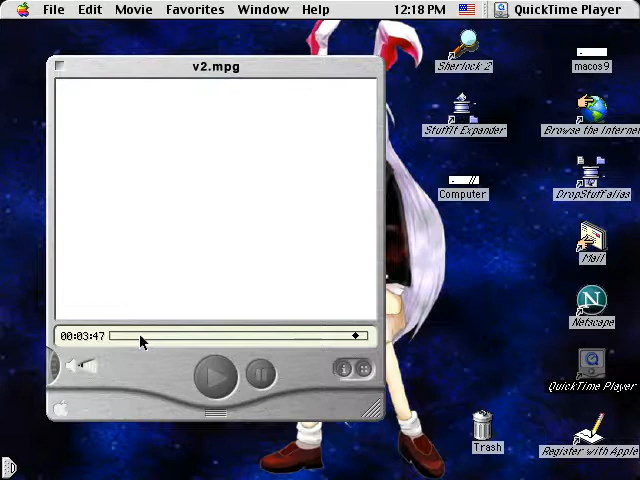 File Edit Movie Favorites Window Help 12:18 PM QuickTime Player
v2.mpg
00:03:47
Sherlock 2
macos9
StuffIt Expander
Browse the Internet
Computer
DropStuff alias
Mail
N
Netscape
QuickTime Player
Trash
Register with Apple